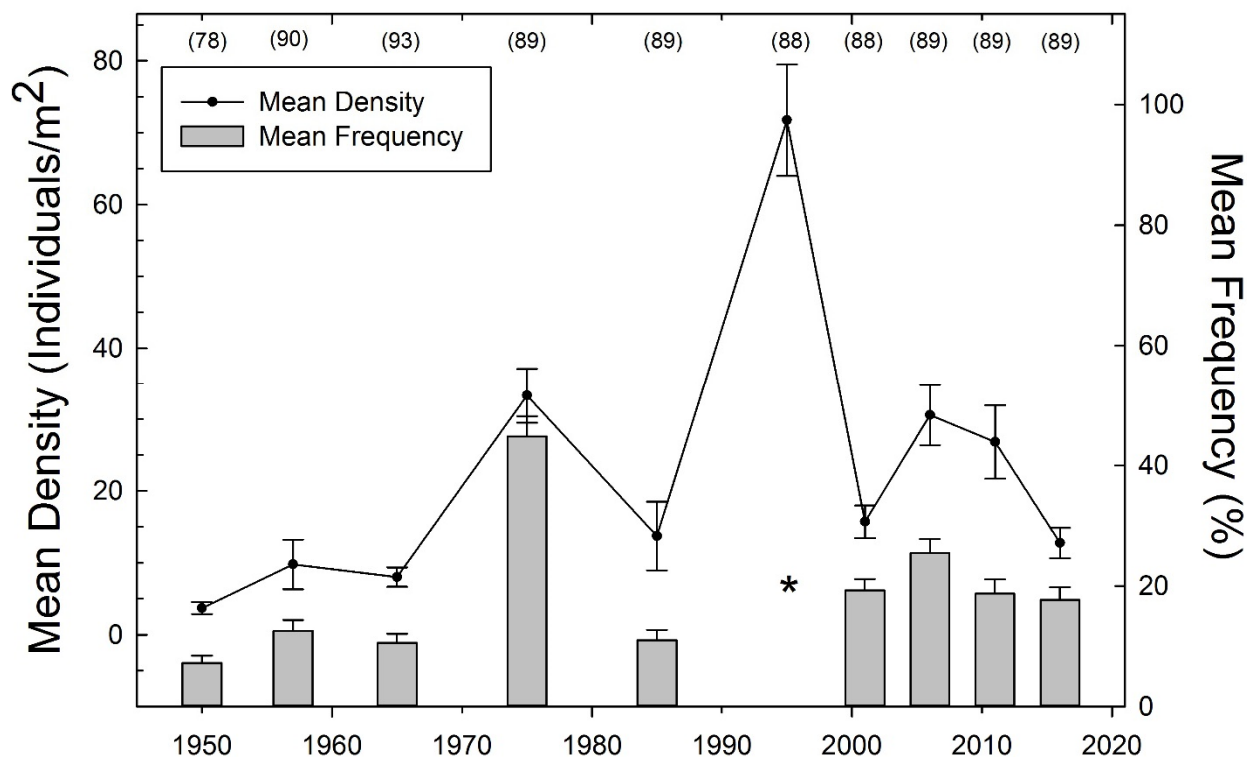 (78) (90) (93) (89) (89) (88) (88) (89) (89) (89)
Mean Density
Mean Frequency
Mean Density (Individuals/m²)
80
60
40
20
0
Mean Frequency (%)
100
80
60
40
20
0
*
1950 1960 1970 1980 1990 2000 2010 2020